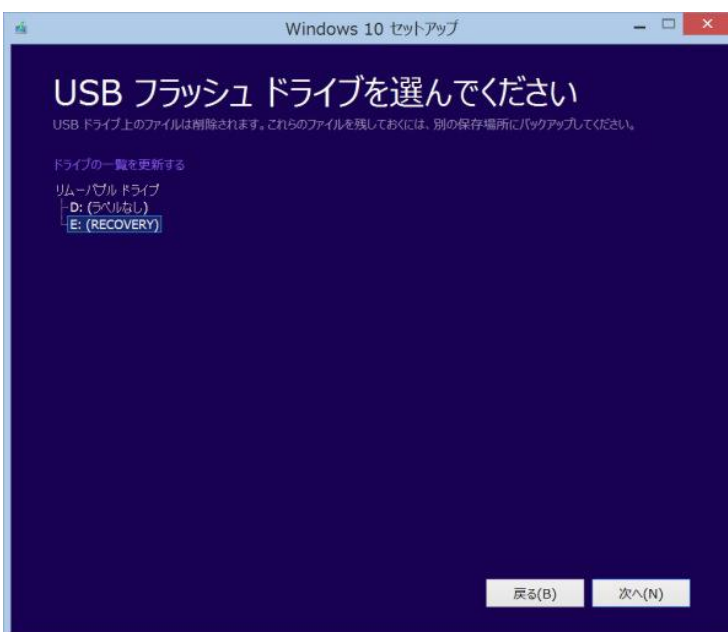 Windows 10 セットアップ
USB フラッシュ ドライブを選んでください
USB ドライブ上のファイルは削除されます。これらのファイルを残しておくには、別の保存場所にバックアップしてください。
ドライブの一覧を更新する
リムーバブル ドライブ
D: (ラベルなし)
E: (RECOVERY)
戻る(B)
次へ(N)